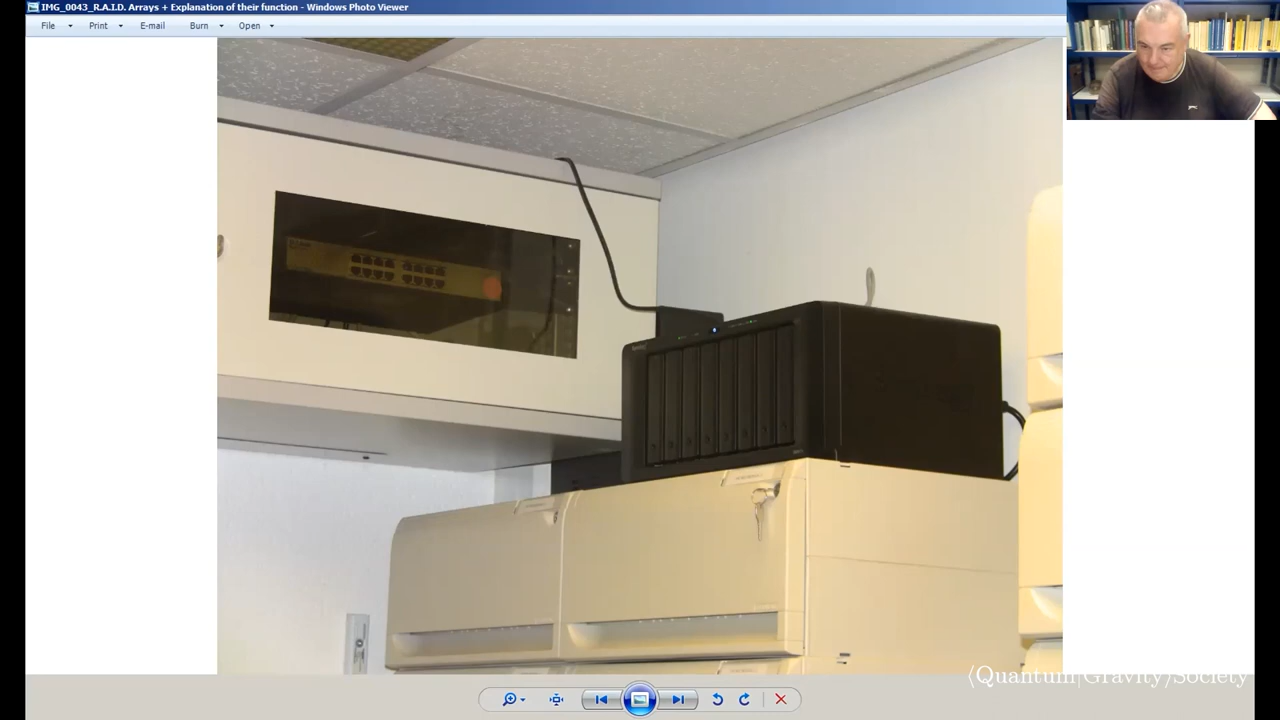 IMG_0043_R.A.I.D. Arrays + Explanation of their function - Windows Photo Viewer
File Print E-mail Burn Open
⟨Quantum|Gravity⟩Society